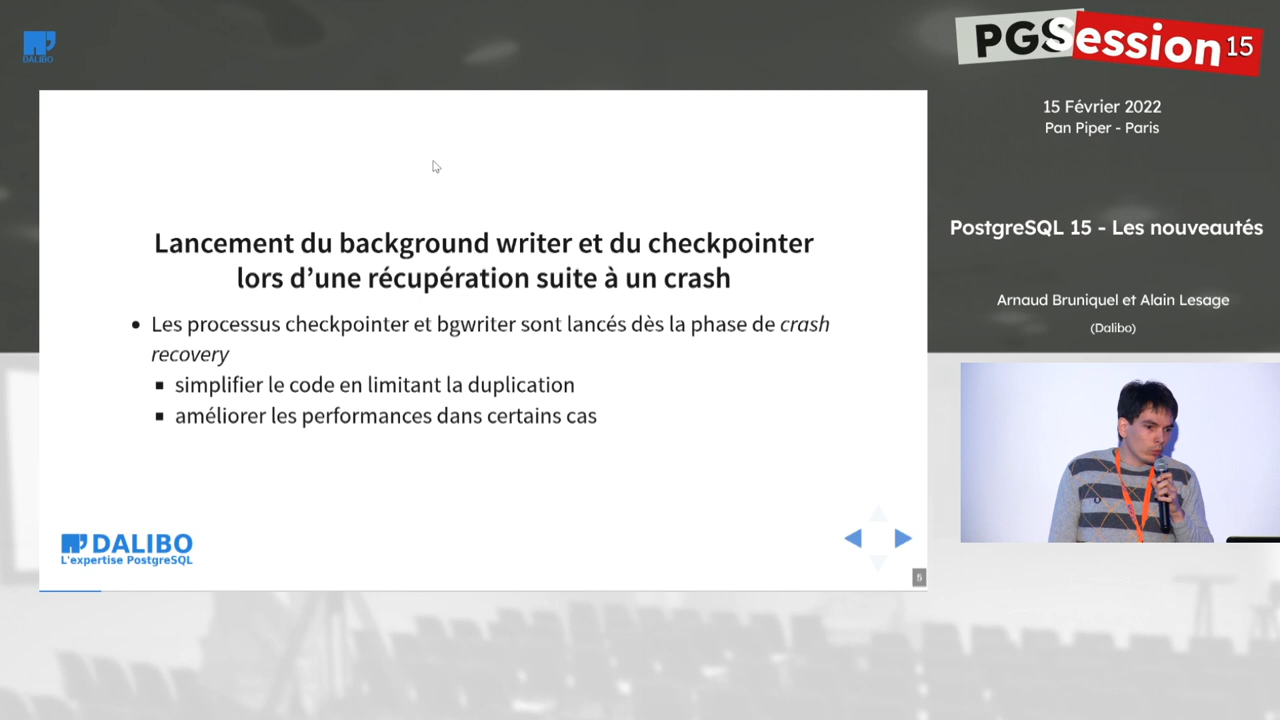 DALIBO
PGSession 15
15 Février 2022
Pan Piper - Paris
PostgreSQL 15 - Les nouveautés
Arnaud Bruniquel et Alain Lesage
(Dalibo)
Lancement du background writer et du checkpointer
lors d’une récupération suite à un crash
• Les processus checkpointer et bgwriter sont lancés dès la phase de crash
recovery
▪ simplifier le code en limitant la duplication
▪ améliorer les performances dans certains cas
DALIBO
L'expertise PostgreSQL
5